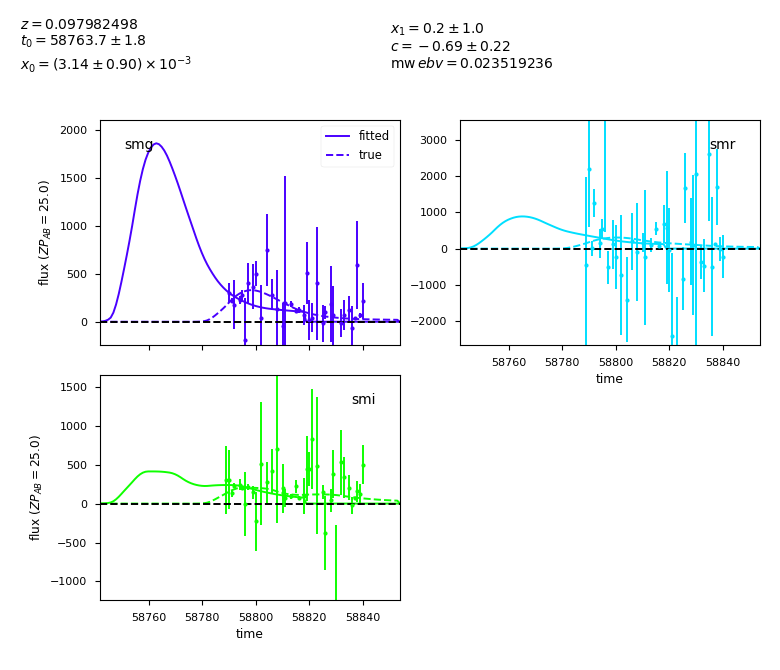 z = 0.097982498
t₀ = 58763.7 ± 1.8
x₀ = (3.14 ± 0.90) × 10⁻³
x₁ = 0.2 ± 1.0
c = −0.69 ± 0.22
mw ebv = 0.023519236
smg
fitted
true
2000
1500
1000
500
0
flux (ZP_AB = 25.0)
smr
3000
2000
1000
0
−1000
−2000
58760 58780 58800 58820 58840
time
smi
1500
1000
500
0
−500
−1000
flux (ZP_AB = 25.0)
58760 58780 58800 58820 58840
time